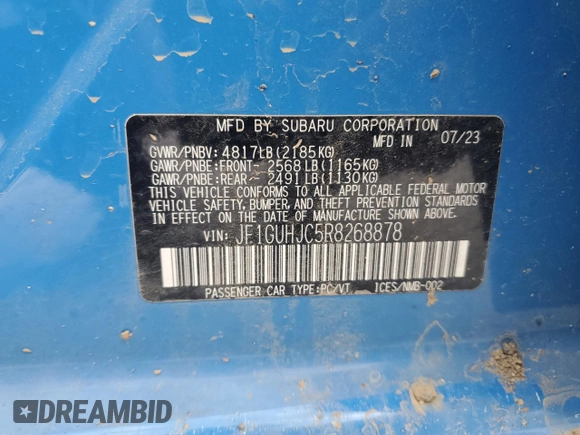 MFD BY SUBARU CORPORATION
MFD IN 07/23
GVWR/PNBV: 4817LB(2185KG)
GAWR/PNBE:FRONT- 2568LB(1165KG)
GAWR/PNBE:REAR - 2491LB(1130KG)
THIS VEHICLE CONFORMS TO ALL APPLICABLE FEDERAL MOTOR
VEHICLE SAFETY, BUMPER, AND THEFT PREVENTION STANDARDS
IN EFFECT ON THE DATE OF MANUFACTURE SHOWN ABOVE.
VIN: JF1GUHJC5R8268878
PASSENGER CAR TYPE:PC/VT ICES/NMB-002
DREAMBID